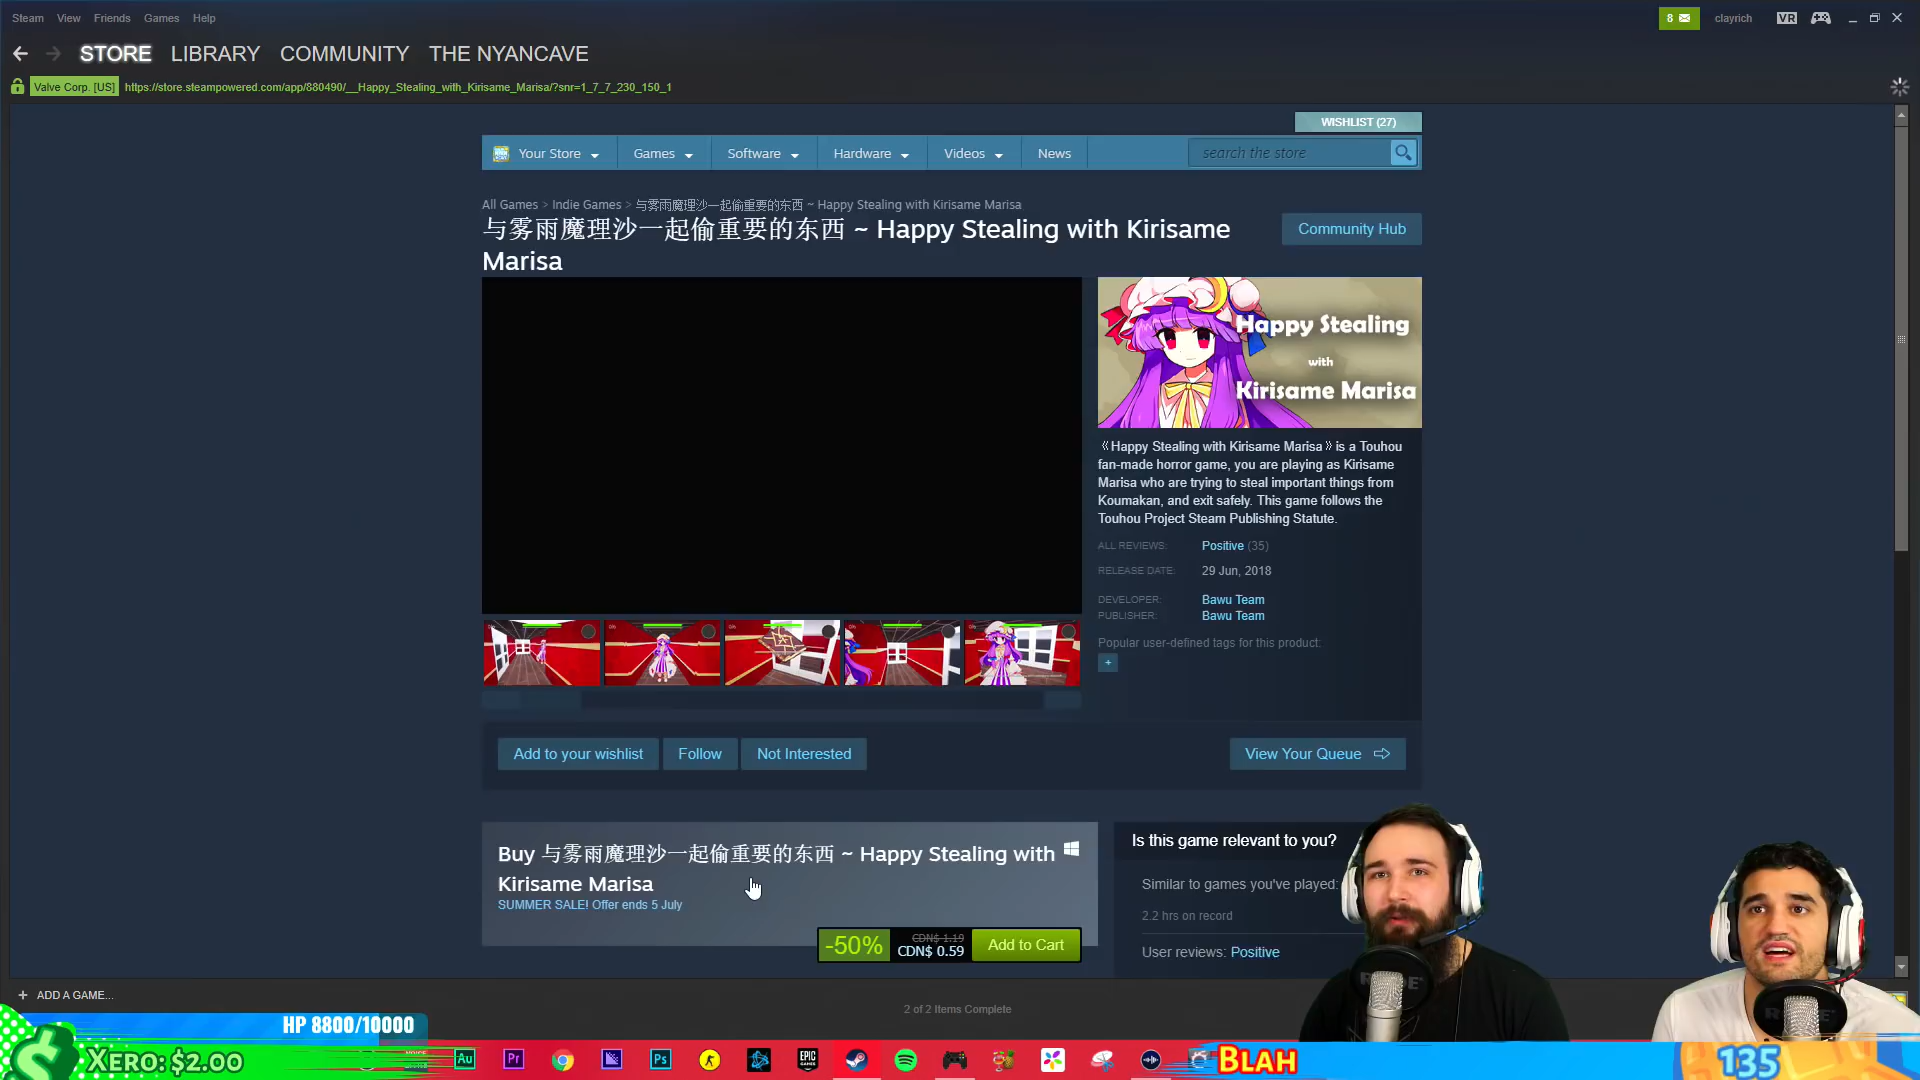 Steam View Friends Games Help
8
clayrich
VR
STORE LIBRARY COMMUNITY THE NYANCAVE
Valve Corp. [US] https://store.steampowered.com/app/880490/__Happy_Stealing_with_Kirisame_Marisa/?snr=1_7_7_230_150_1
WISHLIST (27)
Your Store Games Software Hardware Videos News search the store
All Games > Indie Games > 与雾雨魔理沙一起偷重要的东西 ~ Happy Stealing with Kirisame Marisa
与雾雨魔理沙一起偷重要的东西 ~ Happy Stealing with Kirisame
Marisa
Community Hub
Happy Stealing
with
Kirisame Marisa
《Happy Stealing with Kirisame Marisa》is a Touhou
fan-made horror game, you are playing as Kirisame
Marisa who are trying to steal important things from
Koumakan, and exit safely. This game follows the
Touhou Project Steam Publishing Statute.
ALL REVIEWS: Positive (35)
RELEASE DATE: 29 Jun, 2018
DEVELOPER: Bawu Team
PUBLISHER: Bawu Team
Popular user-defined tags for this product:
+
Add to your wishlist Follow Not Interested View Your Queue
Buy 与雾雨魔理沙一起偷重要的东西 ~ Happy Stealing with
Kirisame Marisa
SUMMER SALE! Offer ends 5 July
-50% CDN$ 1.19 CDN$ 0.59 Add to Cart
Is this game relevant to you?
Similar to games you've played:
2.2 hrs on record
User reviews: Positive
+ ADD A GAME...
2 of 2 Items Complete
HP 8800/10000
XERO: $2.00
Au Pr Ps EPIC GAMES
BLAH
135